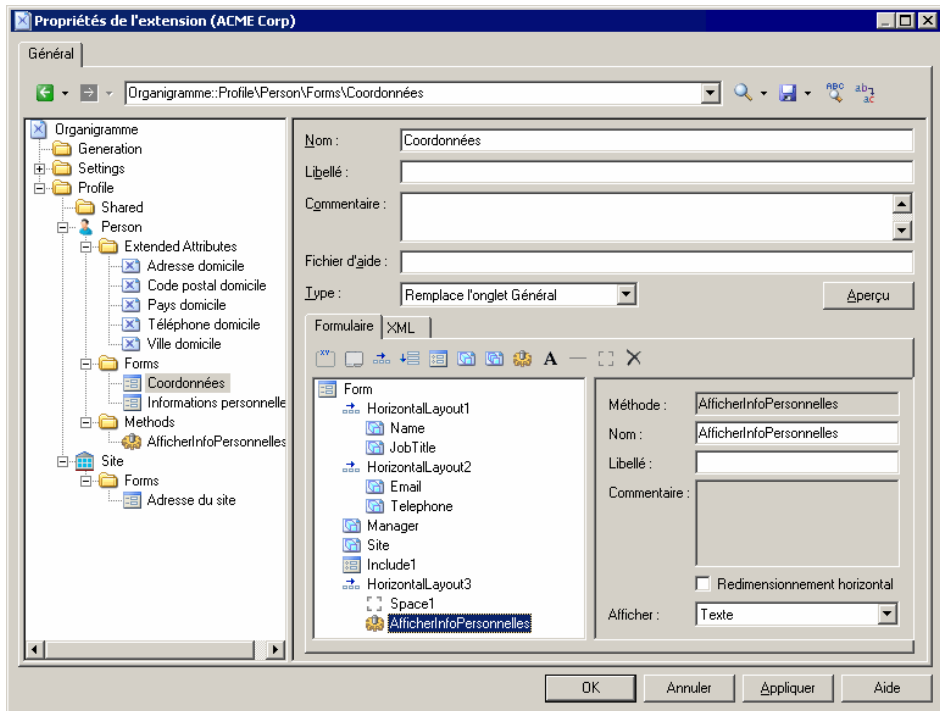 Propriétés de l'extension (ACME Corp)
Général
Organigramme::Profile\Person\Forms\Coordonnées
ABC
ab
ac
Organigramme
Generation
Settings
Profile
Shared
Person
Extended Attributes
Adresse domicile
Code postal domicile
Pays domicile
Téléphone domicile
Ville domicile
Forms
Coordonnées
Informations personnelle
Methods
AfficherInfoPersonnelles
Site
Forms
Adresse du site
Nom :
Coordonnées
Libellé :
Commentaire :
Fichier d'aide :
Type :
Remplace l'onglet Général
Aperçu
Formulaire
XML
A
Form
HorizontalLayout1
Name
JobTitle
HorizontalLayout2
Email
Telephone
Manager
Site
Include1
HorizontalLayout3
Space1
AfficherInfoPersonnelles
Méthode :
AfficherInfoPersonnelles
Nom :
AfficherInfoPersonnelles
Libellé :
Commentaire :
Redimensionnement horizontal
Afficher :
Texte
OK
Annuler
Appliquer
Aide